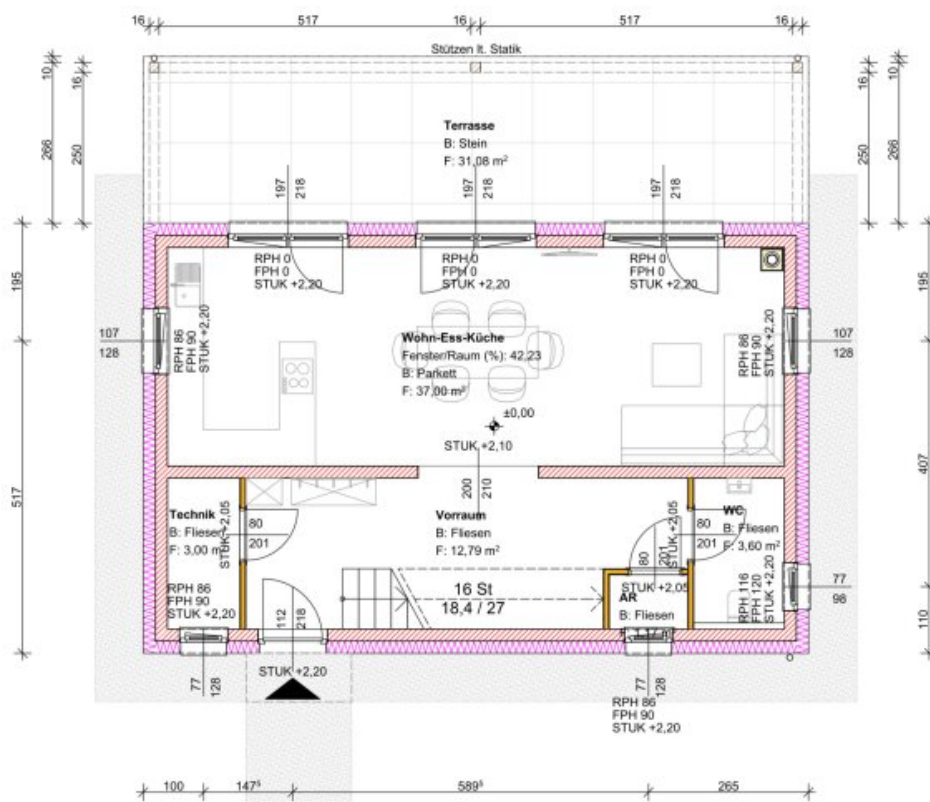 16 517 16 517 16
Stützen lt. Statik
10
16
266
250
16
10
250
266
Terrasse
B: Stein
F: 31,08 m²
197
218
197
218
197
218
RPH 0
FPH 0
STUK +2,20
RPH 0
FPH 0
STUK +2,20
RPH 0
FPH 0
STUK +2,20
195
517
195
407
110
107
128
RPH 86
FPH 90
STUK +2,20
Wohn-Ess-Küche
Fenster/Raum (%): 42,23
B: Parkett
F: 37,00 m²
RPH 86
FPH 90
STUK +2,20
107
128
±0,00
STUK +2,10
200
210
Technik
B: Fliesen
F: 3,00 m²
STUK +2,05
80
201
RPH 86
FPH 90
STUK +2,20
Vorraum
B: Fliesen
F: 12,79 m²
STUK +2,05
80
201
WC
B: Fliesen
F: 3,60 m²
80
201
STUK +2,05
RPH 116
FPH 120
STUK +2,20
77
98
16 St
18,4 / 27
AR
B: Fliesen
112
218
STUK +2,20
77
128
77
128
RPH 86
FPH 90
STUK +2,20
100 147⁵ 589⁵ 265